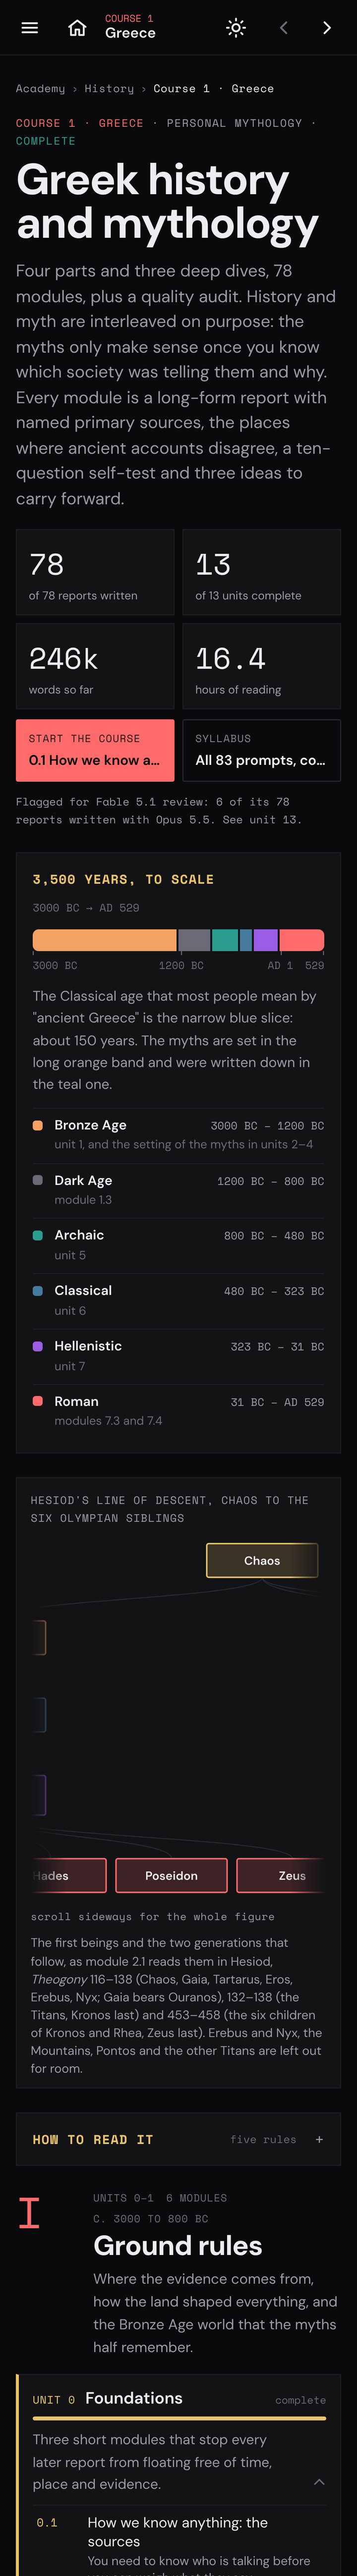 COURSE 1
Greece
Academy › History › Course 1 · Greece
COURSE 1 · GREECE · PERSONAL MYTHOLOGY ·
COMPLETE
Greek history
and mythology
Four parts and three deep dives, 78
modules, plus a quality audit. History and
myth are interleaved on purpose: the
myths only make sense once you know
which society was telling them and why.
Every module is a long-form report with
named primary sources, the places
where ancient accounts disagree, a ten-
question self-test and three ideas to
carry forward.
78
of 78 reports written
13
of 13 units complete
246k
words so far
16.4
hours of reading
START THE COURSE
0.1 How we know a…
SYLLABUS
All 83 prompts, co…
Flagged for Fable 5.1 review: 6 of its 78
reports written with Opus 5.5. See unit 13.
3,500 YEARS, TO SCALE
3000 BC → AD 529
3000 BC 1200 BC AD 1 529
The Classical age that most people mean by
"ancient Greece" is the narrow blue slice:
about 150 years. The myths are set in the
long orange band and were written down in
the teal one.
Bronze Age 3000 BC – 1200 BC
unit 1, and the setting of the myths in units 2–4
Dark Age 1200 BC – 800 BC
module 1.3
Archaic 800 BC – 480 BC
unit 5
Classical 480 BC – 323 BC
unit 6
Hellenistic 323 BC – 31 BC
unit 7
Roman 31 BC – AD 529
modules 7.3 and 7.4
HESIOD'S LINE OF DESCENT, CHAOS TO THE
SIX OLYMPIAN SIBLINGS
Chaos
Hades Poseidon Zeus
scroll sideways for the whole figure
The first beings and the two generations that
follow, as module 2.1 reads them in Hesiod,
Theogony 116–138 (Chaos, Gaia, Tartarus, Eros,
Erebus, Nyx; Gaia bears Ouranos), 132–138 (the
Titans, Kronos last) and 453–458 (the six children
of Kronos and Rhea, Zeus last). Erebus and Nyx, the
Mountains, Pontos and the other Titans are left out
for room.
HOW TO READ IT five rules +
I
UNITS 0–1 6 MODULES
C. 3000 TO 800 BC
Ground rules
Where the evidence comes from,
how the land shaped everything, and
the Bronze Age world that the myths
half remember.
UNIT 0 Foundations complete
Three short modules that stop every
later report from floating free of time,
place and evidence.
0.1 How we know anything: the
sources
You need to know who is talking before